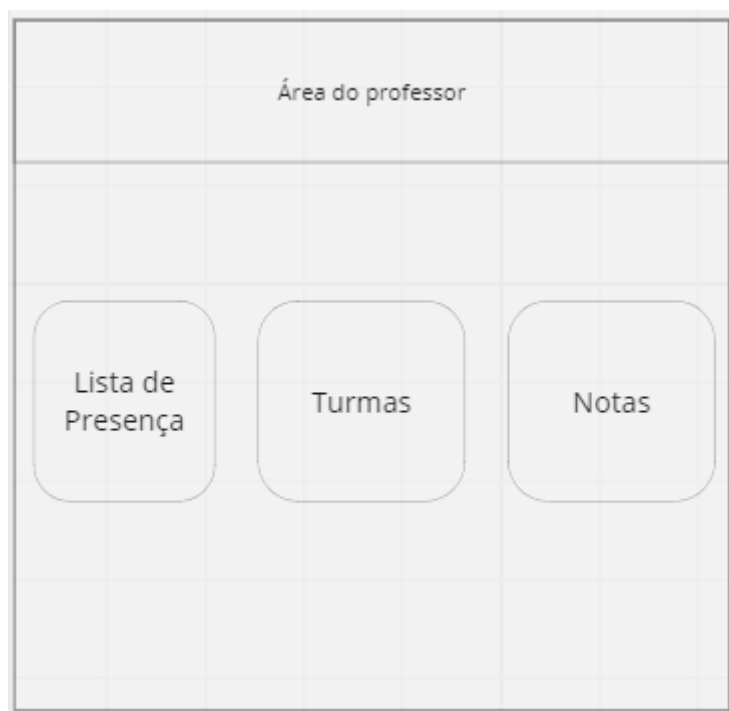 Área do professor
Lista de
Presença
Turmas
Notas